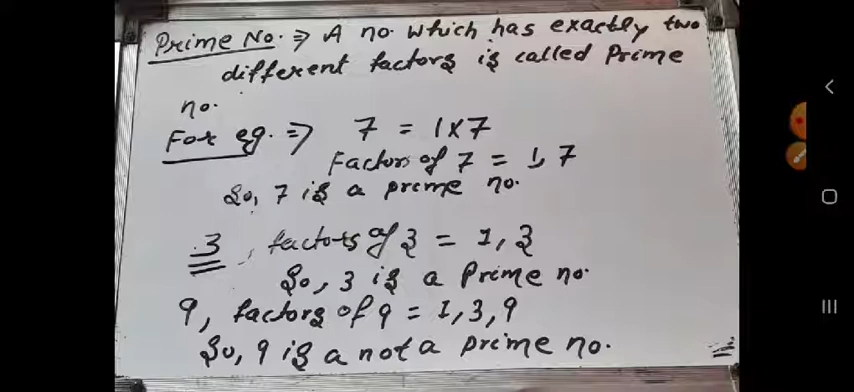 Prime No. ⇒ A no. which has exactly two
different factors is called Prime
no.
For eg. ⇒ 7 = 1x7
Factors of 7 = 1, 7
So, 7 is a prime no.
3, factors of 3 = 1, 3
So, 3 is a Prime no.
9, factors of 9 = 1, 3, 9
So, 9 is a not a prime no.